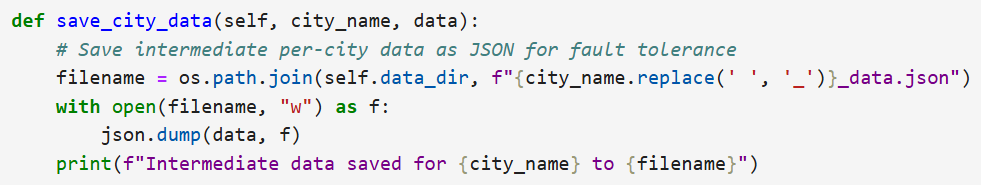 def save_city_data(self, city_name, data):
    # Save intermediate per-city data as JSON for fault tolerance
    filename = os.path.join(self.data_dir, f"{city_name.replace(' ', '_')}_data.json")
    with open(filename, "w") as f:
        json.dump(data, f)
    print(f"Intermediate data saved for {city_name} to {filename}")